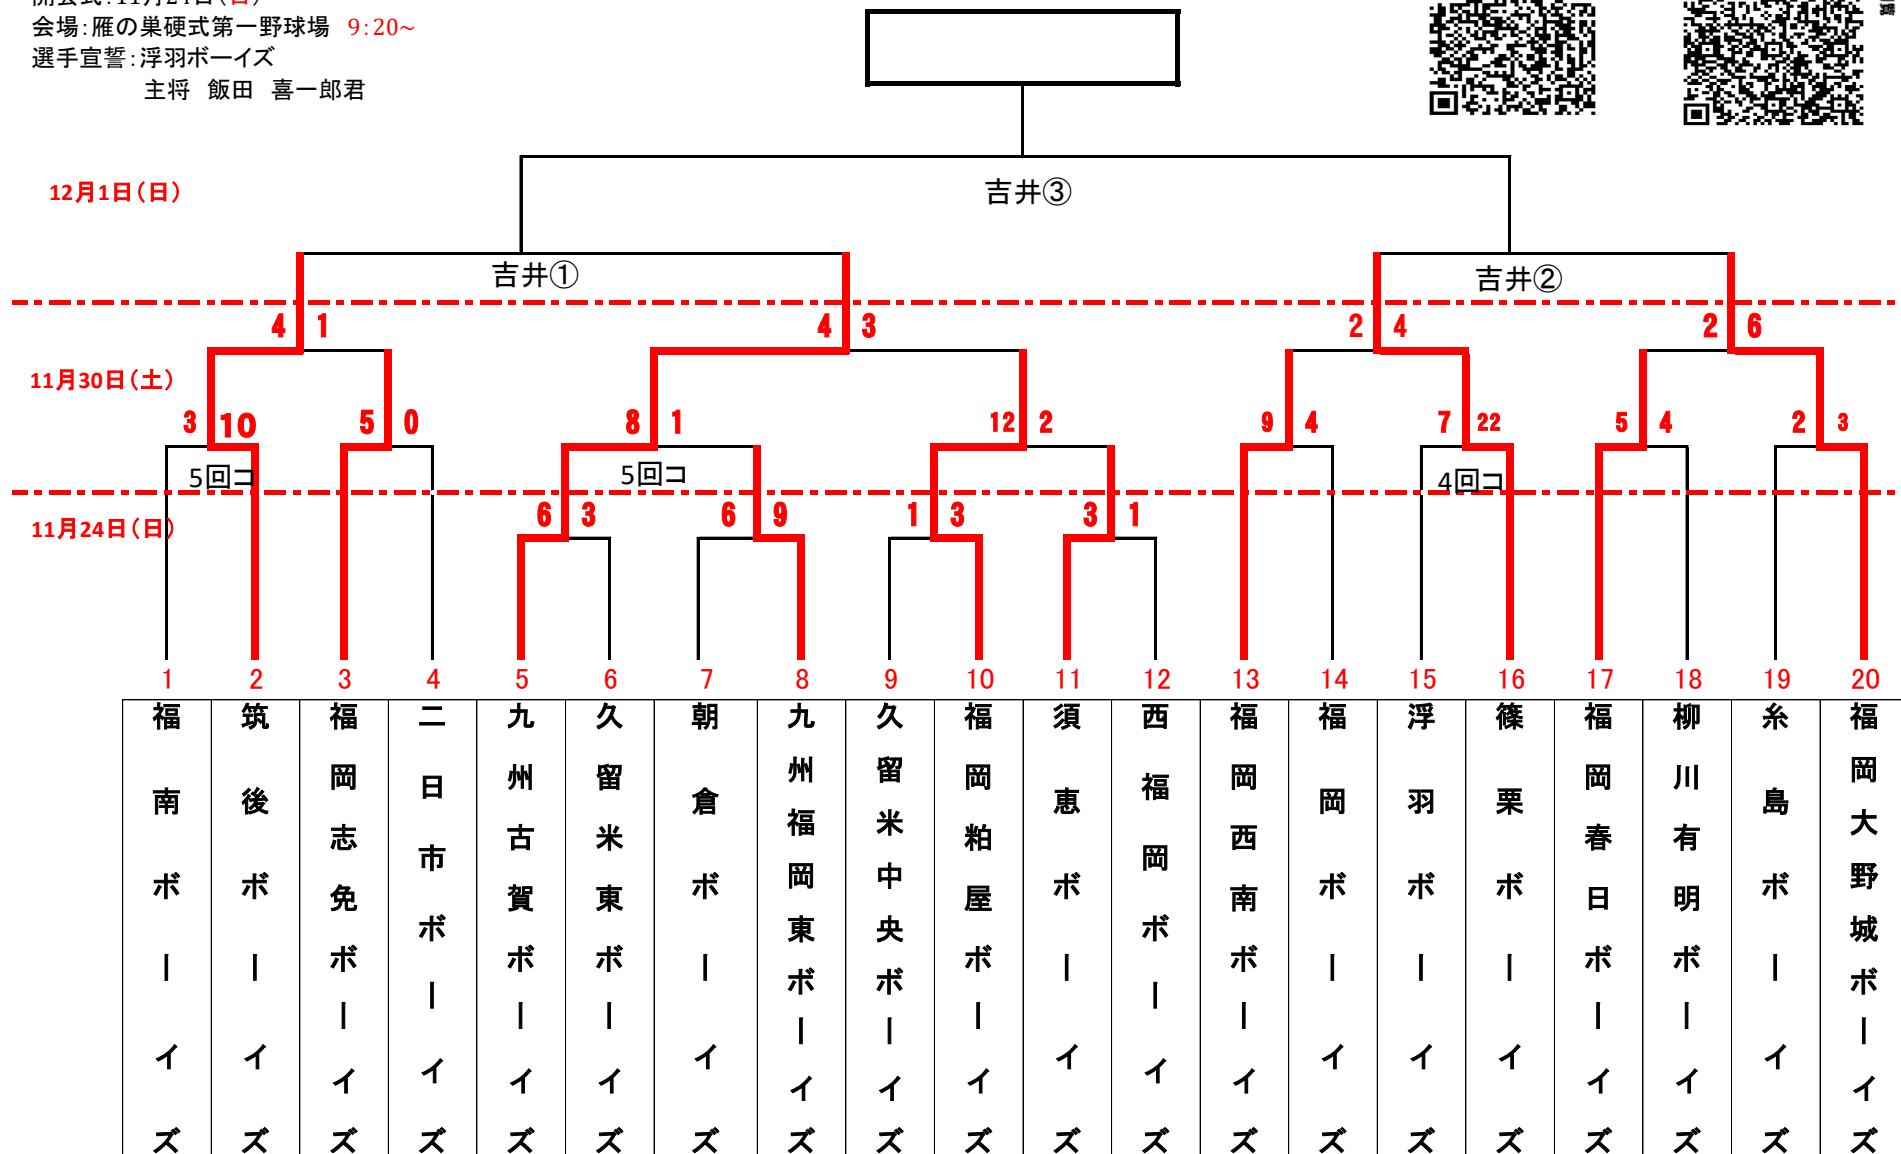 開会式：11月24日(日)
会場：雁の巣硬式第一野球場　9:20~
選手宣誓：浮羽ボーイズ
主将　飯田　喜一郎君
12月1日（日）
吉井③
吉井①
吉井②
4 1
4 3
2 4
2 6
11月30日（土）
3 10
5 0
8 1
12 2
9 4
7 22
5 4
2 3
5回コ
5回コ
4回コ
11月24日（日）
6 3
6 9
1 3
3 1
1 2 3 4 5 6 7 8 9 10 11 12 13 14 15 16 17 18 19 20
福南ボーイズ
筑後ボーイズ
福岡志免ボーイズ
二日市ボーイズ
九州古賀ボーイズ
久留米東ボーイズ
朝倉ボーイズ
九州福岡東ボーイズ
久留米中央ボーイズ
福岡粕屋ボーイズ
須恵ボーイズ
西福岡ボーイズ
福岡西南ボーイズ
福岡ボーイズ
浮羽ボーイズ
篠栗ボーイズ
福岡春日ボーイズ
柳川有明ボーイズ
糸島ボーイズ
福岡大野城ボーイズ